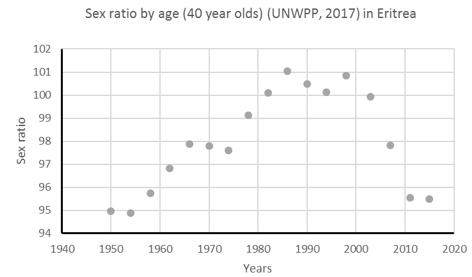 Sex ratio by age (40 year olds) (UNWPP, 2017) in Eritrea
102
101
100
99
98
97
96
95
94
Sex ratio
1940 1950 1960 1970 1980 1990 2000 2010 2020
Years